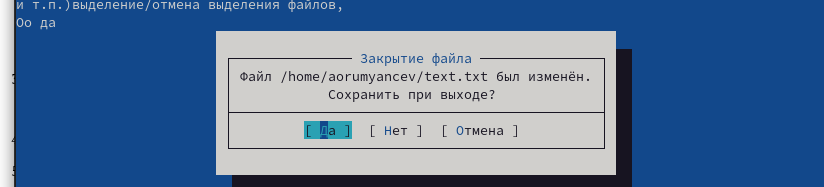 и т.п.)выделение/отмена выделения файлов,
Оо да
Закрытие файла
Файл /home/aorumyancev/text.txt был изменён.
Сохранить при выходе?
[ Да ] [ Нет ] [ Отмена ]